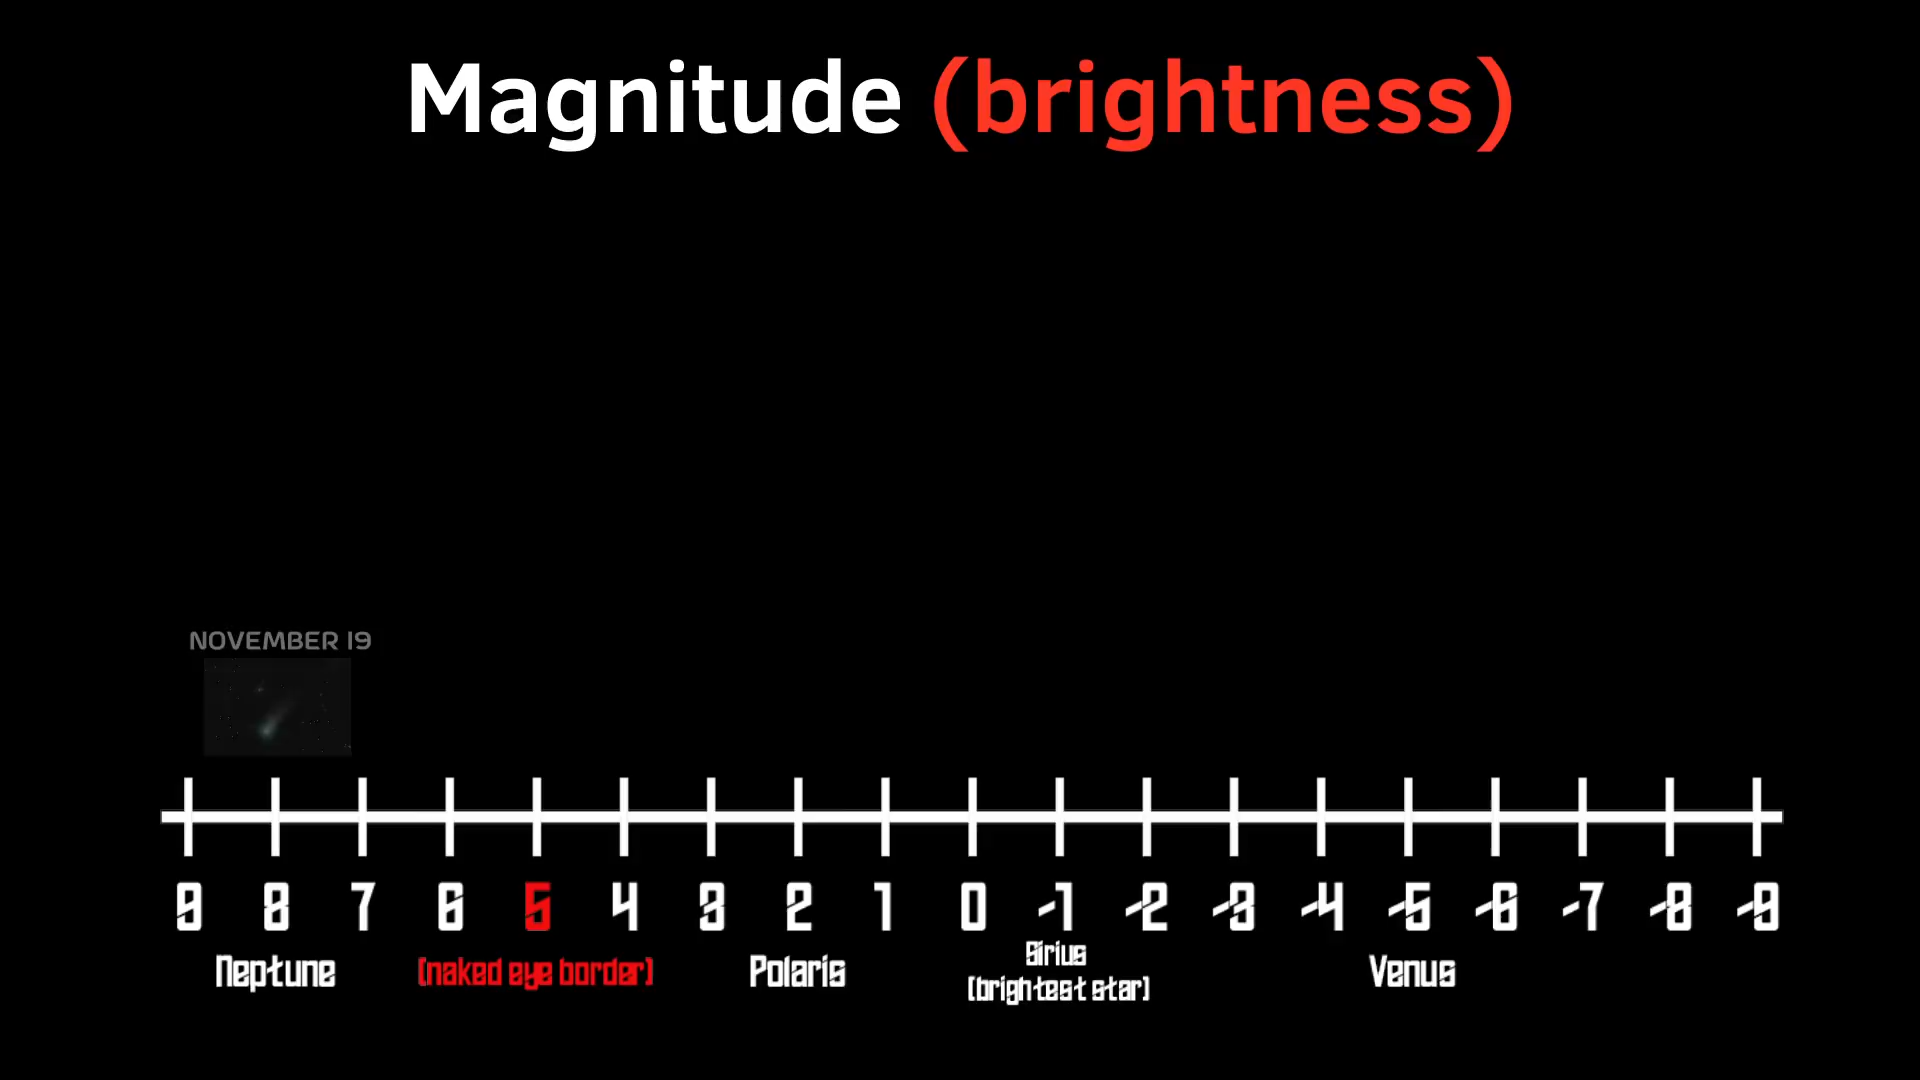 Magnitude (brightness)
NOVEMBER 19
9 8 7 6 5 4 3 2 1 0 -1 -2 -3 -4 -5 -6 -7 -8 -9
Neptune (naked eye border) Polaris Sirius Venus
(brightest star)